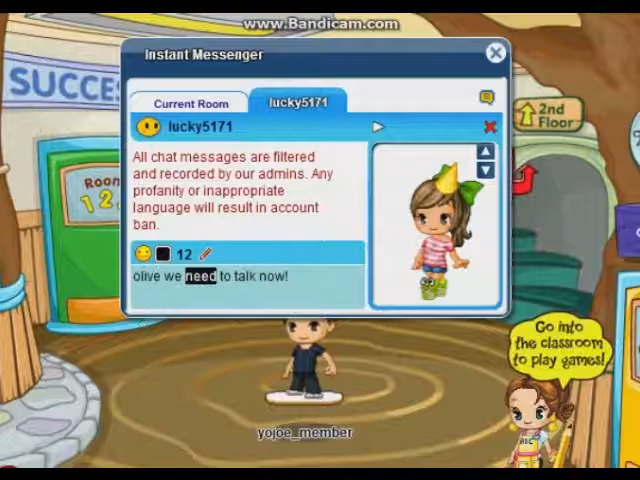 www.Bandicam.com
Instant Messenger
SUCCES
Current Room
lucky5171
2nd
Floor
lucky5171
All chat messages are filtered
and recorded by our admins. Any
profanity or inappropriate
language will result in account
ban.
Room
12
12
olive we need to talk now!
Go into
the classroom
to play games!
yojoe_member
ABC